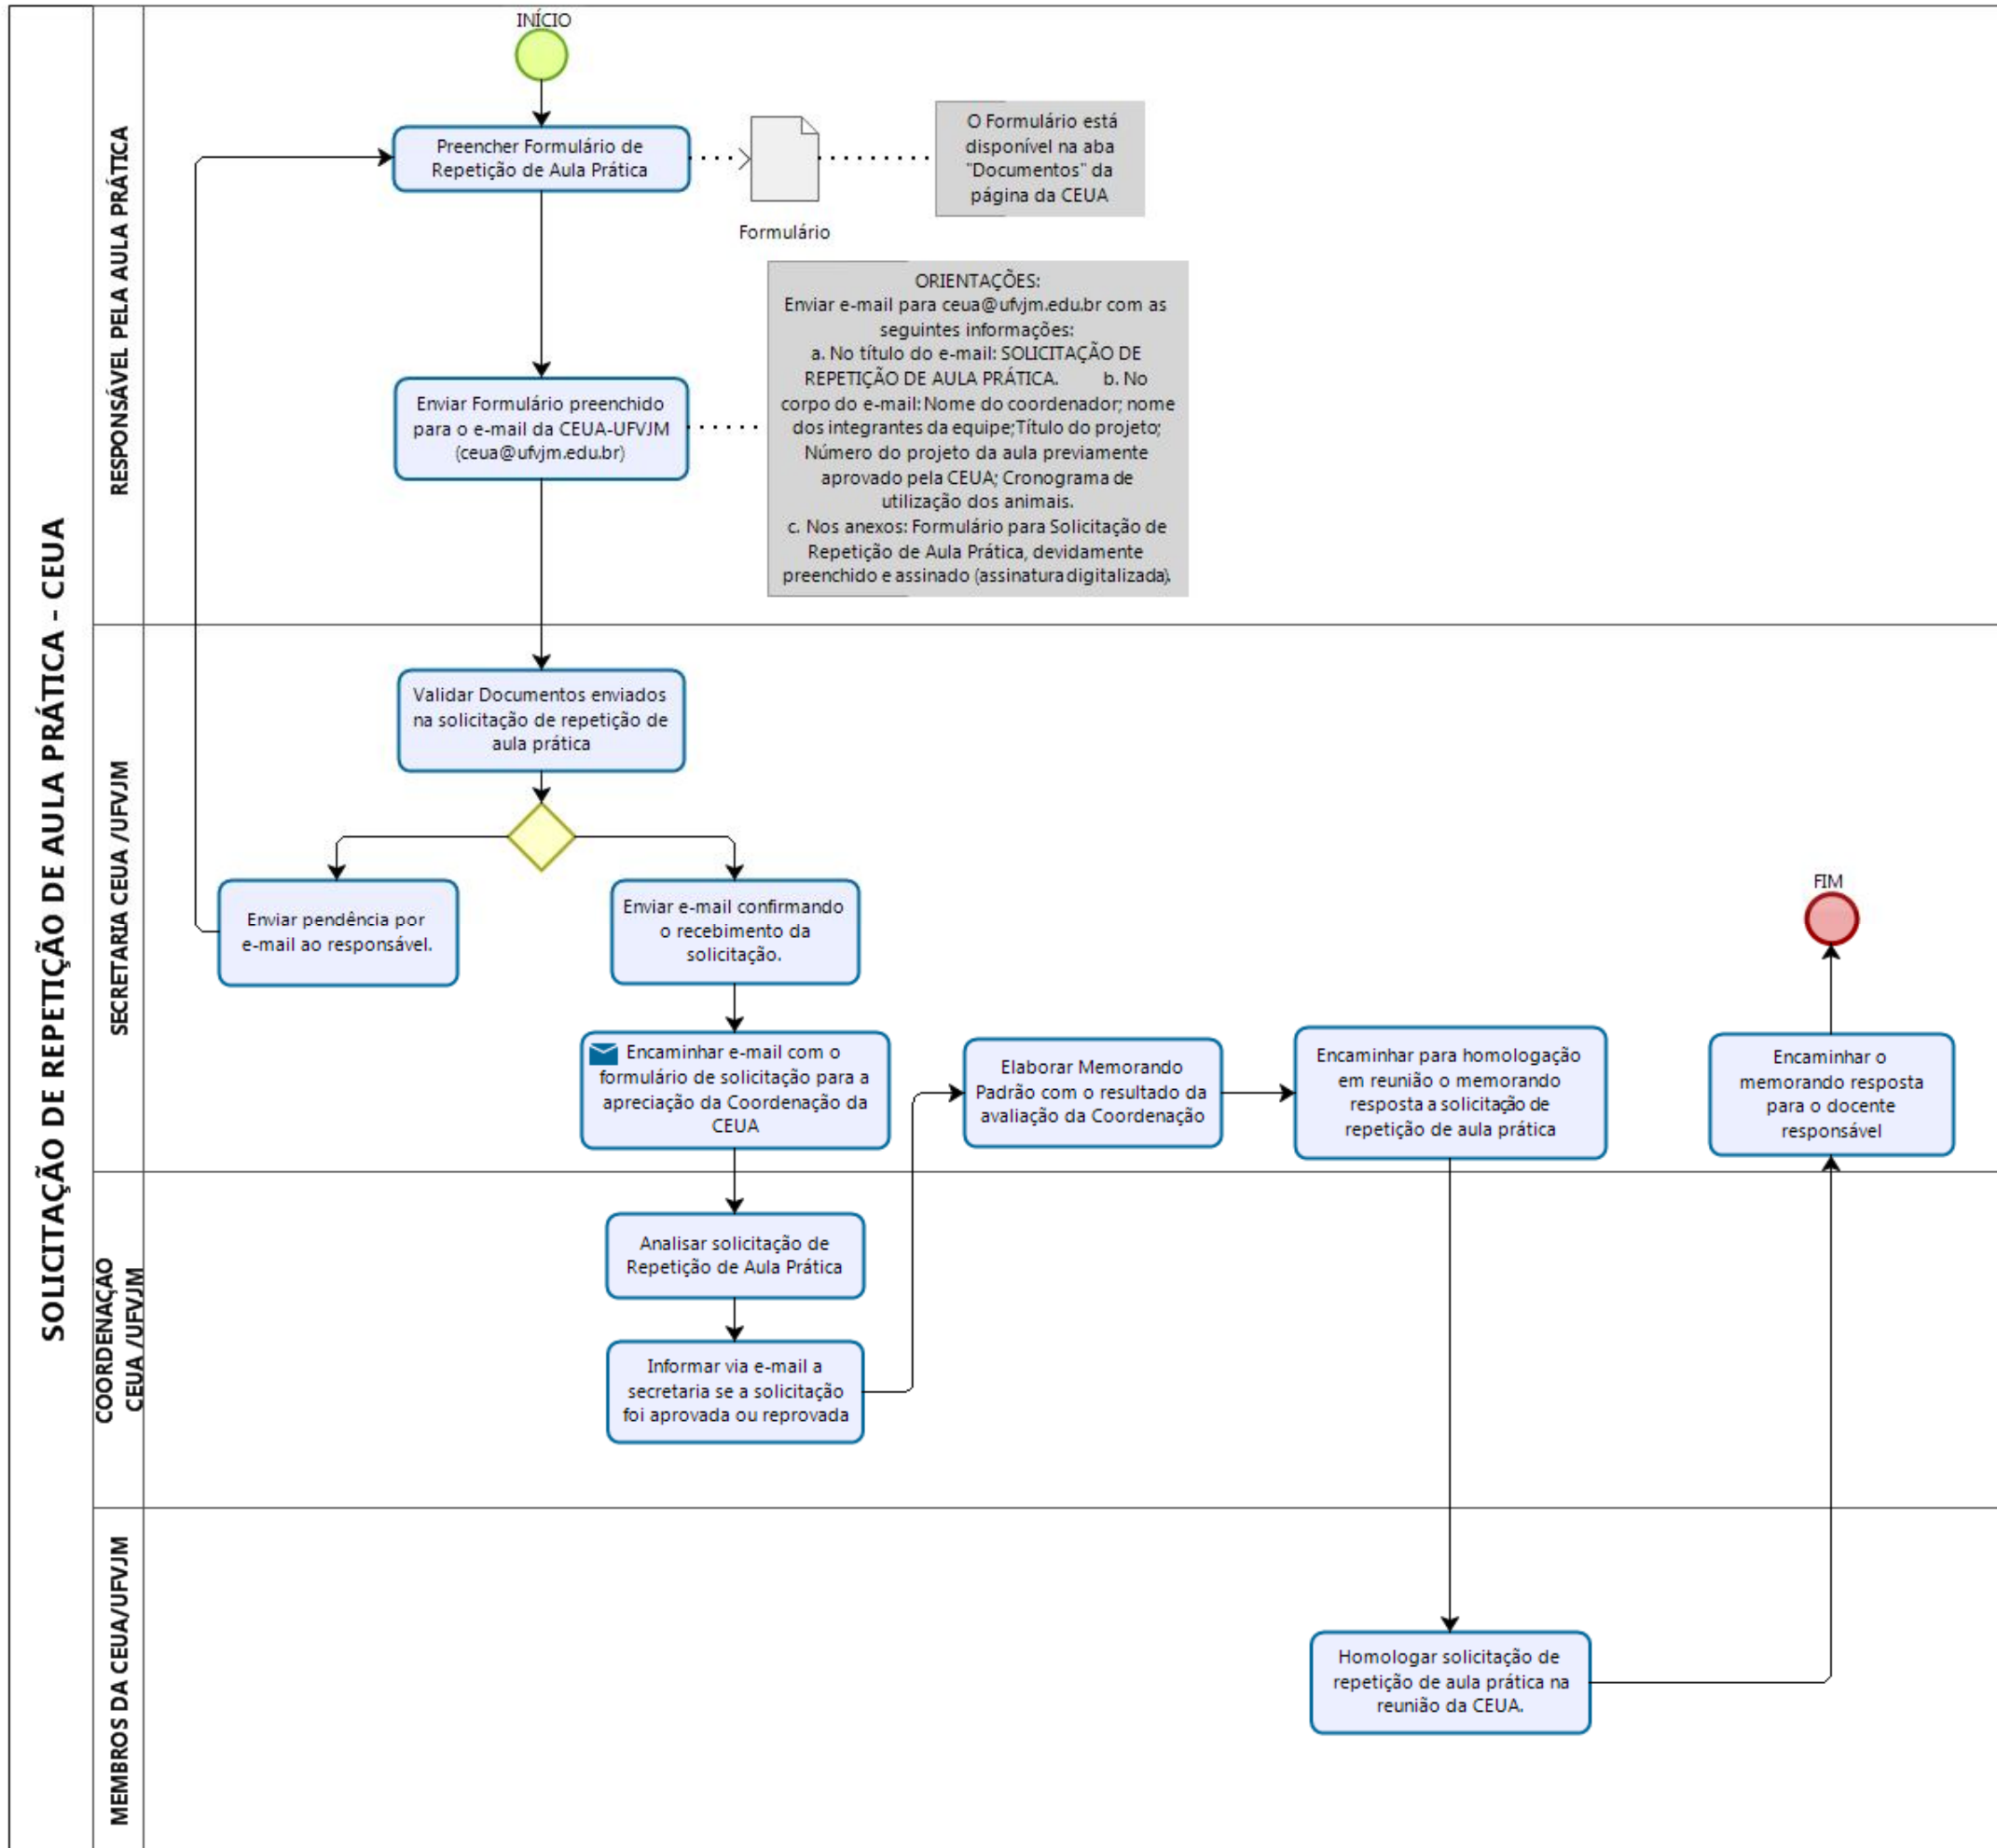 SOLICITAÇÃO DE REPETIÇÃO DE AULA PRÁTICA - CEUA
RESPONSÁVEL PELA AULA PRÁTICA
INÍCIO
Preencher Formulário de
Repetição de Aula Prática
Formulário
O Formulário está
disponível na aba
"Documentos" da
página da CEUA
Enviar Formulário preenchido
para o e-mail da CEUA-UFVJM
(ceua@ufvjm.edu.br)
ORIENTAÇÕES:
Enviar e-mail para ceua@ufvjm.edu.br com as
seguintes informações:
a. No título do e-mail: SOLICITAÇÃO DE
REPETIÇÃO DE AULA PRÁTICA. b. No
corpo do e-mail: Nome do coordenador; nome
dos integrantes da equipe;Título do projeto;
Número do projeto da aula previamente
aprovado pela CEUA; Cronograma de
utilização dos animais.
c. Nos anexos: Formulário para Solicitação de
Repetição de Aula Prática, devidamente
preenchido e assinado (assinatura digitalizada).
SECRETARIA CEUA /UFVJM
Validar Documentos enviados
na solicitação de repetição de
aula prática
Enviar pendência por
e-mail ao responsável.
Enviar e-mail confirmando
o recebimento da
solicitação.
Encaminhar e-mail com o
formulário de solicitação para a
apreciação da Coordenação da
CEUA
Elaborar Memorando
Padrão com o resultado da
avaliação da Coordenação
Encaminhar para homologação
em reunião o memorando
resposta a solicitação de
repetição de aula prática
Encaminhar o
memorando resposta
para o docente
responsável
FIM
COORDENAÇÃO
CEUA /UFVJM
Analisar solicitação de
Repetição de Aula Prática
Informar via e-mail a
secretaria se a solicitação
foi aprovada ou reprovada
MEMBROS DA CEUA/UFVJM
Homologar solicitação de
repetição de aula prática na
reunião da CEUA.